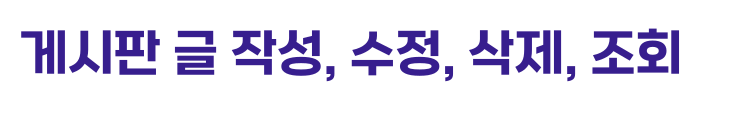 게시판 글 작성, 수정, 삭제, 조회